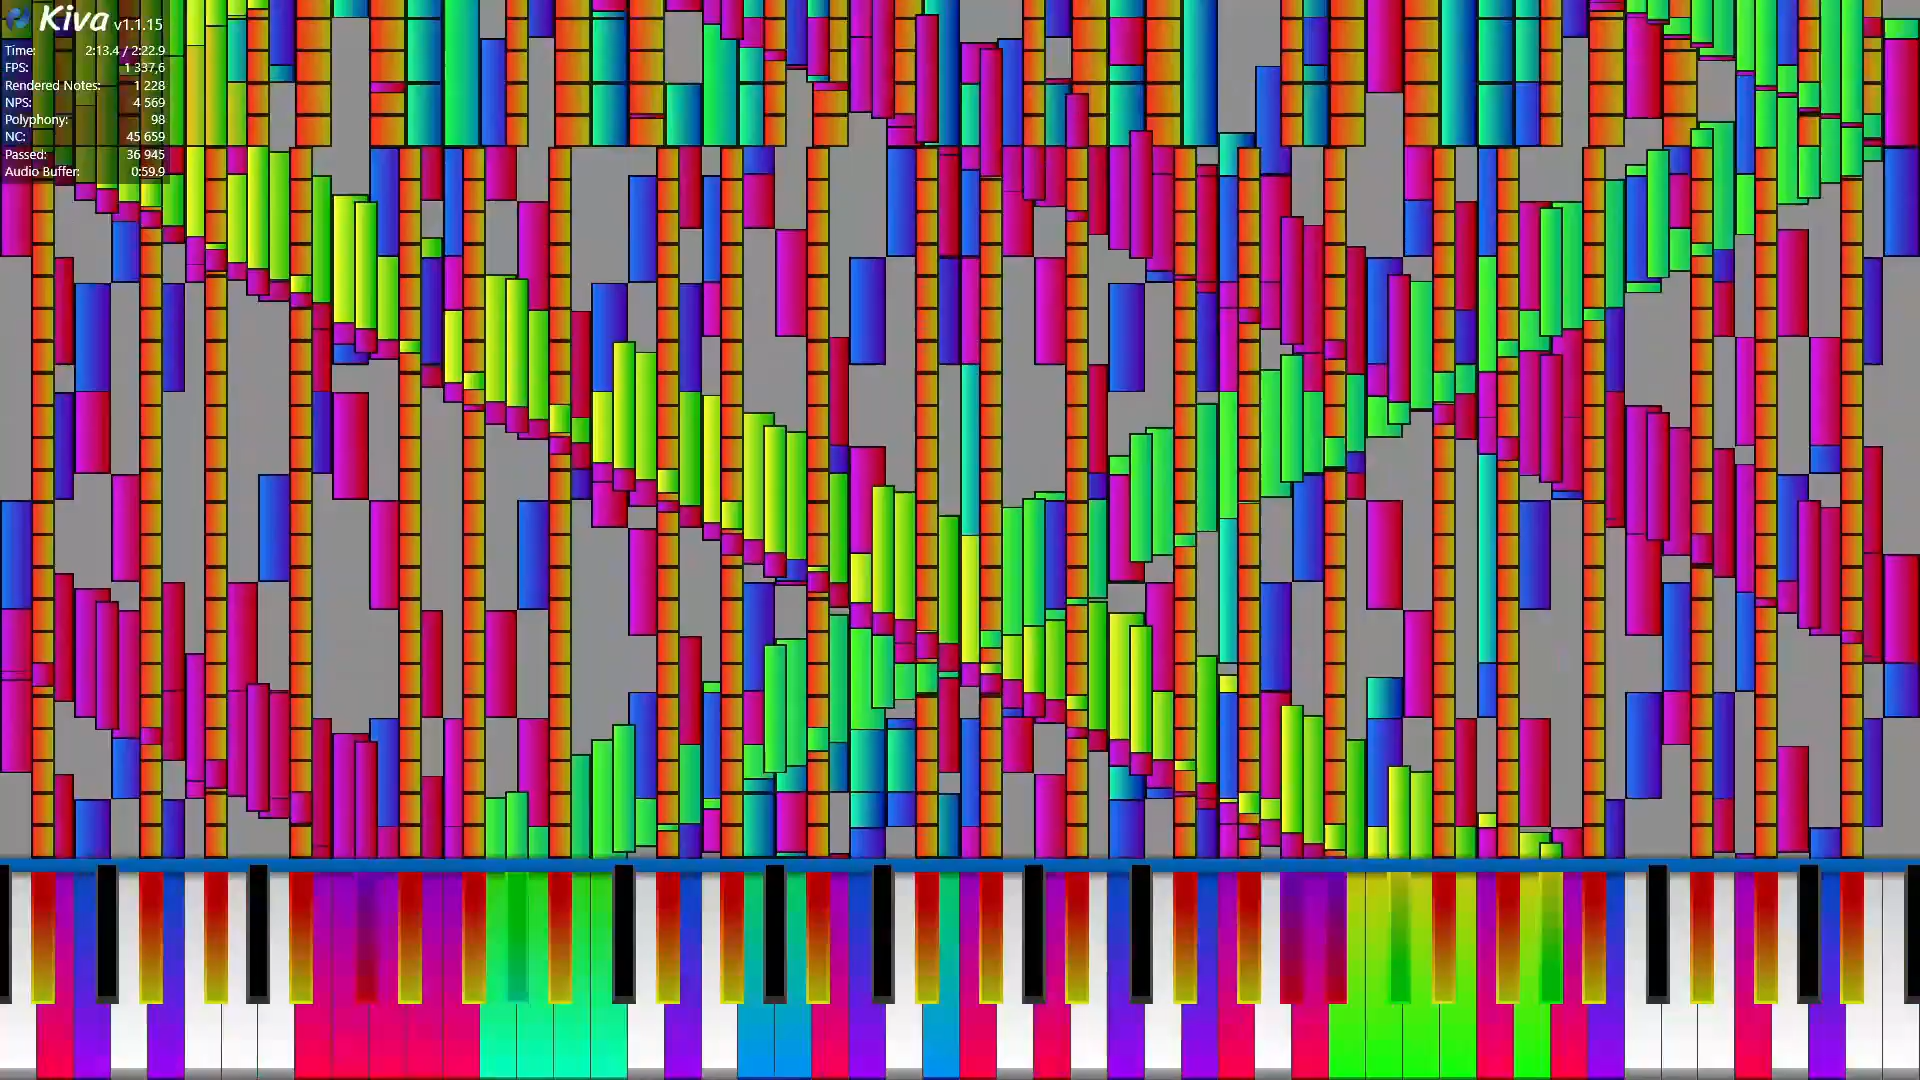 Kiva v1.1.15
Time: 2:13.4 / 2:22.9
FPS: 1 337,6
Rendered Notes: 1 228
NPS: 4 569
Polyphony: 98
NC: 45 659
Passed: 36 945
Audio Buffer: 0:59.9